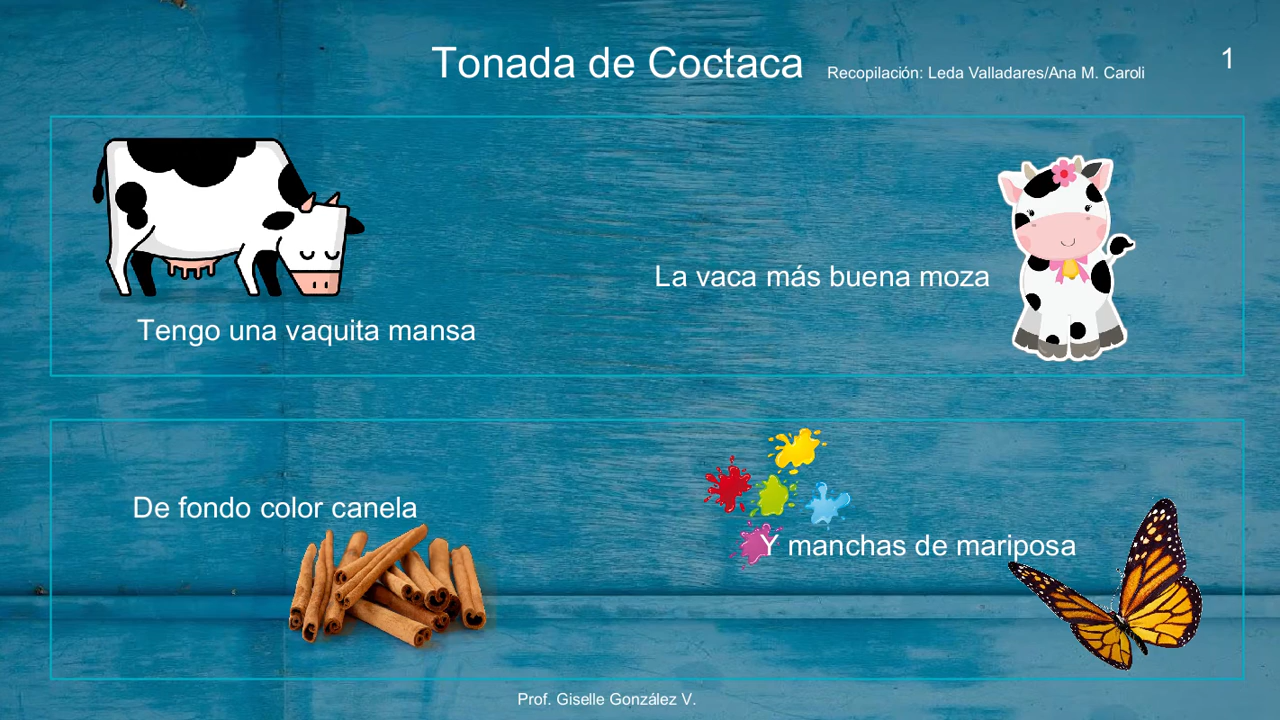 Tonada de Coctaca
Recopilación: Leda Valladares/Ana M. Caroli
1
Tengo una vaquita mansa
La vaca más buena moza
De fondo color canela
Y manchas de mariposa
Prof. Giselle González V.